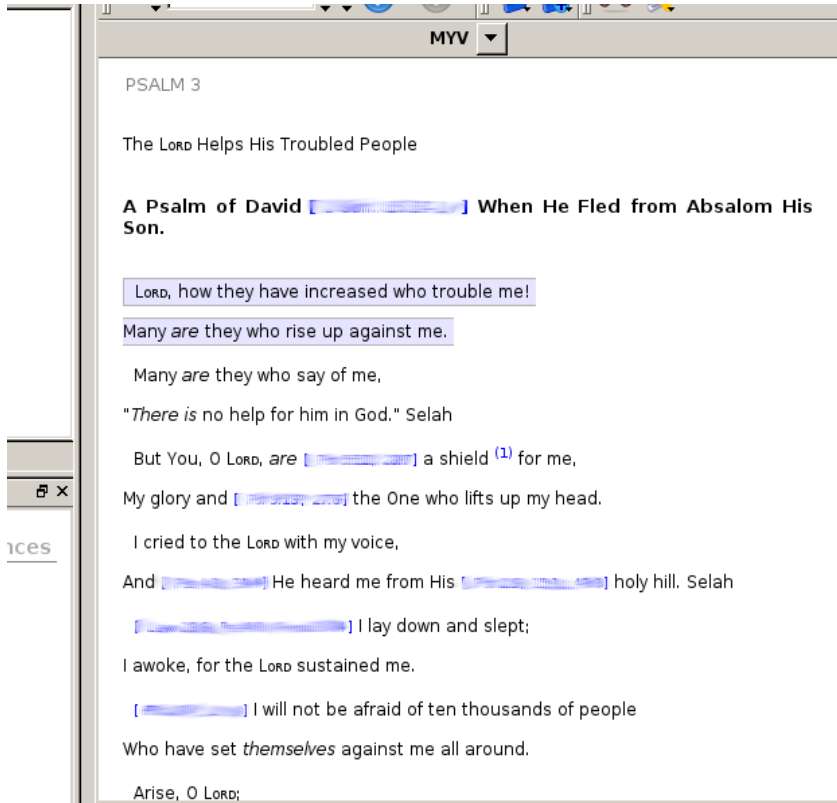 MYV
PSALM 3
The LORD Helps His Troubled People
A Psalm of David [ ] When He Fled from Absalom His
Son.
LORD, how they have increased who trouble me!
Many are they who rise up against me.
Many are they who say of me,
"There is no help for him in God." Selah
But You, O LORD, are [ ] a shield (1) for me,
My glory and [ ] the One who lifts up my head.
nces
I cried to the LORD with my voice,
And [ ] He heard me from His [ ] holy hill. Selah
[ ] I lay down and slept;
I awoke, for the LORD sustained me.
[ ] I will not be afraid of ten thousands of people
Who have set themselves against me all around.
Arise, O LORD;